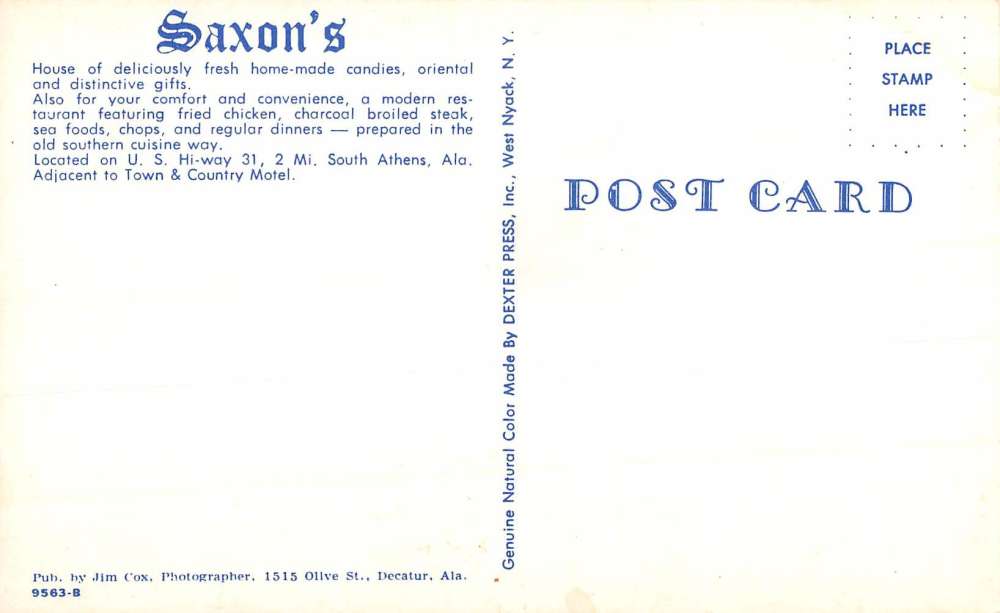 Saxon's
House of deliciously fresh home-made candies, oriental
and distinctive gifts.
Also for your comfort and convenience, a modern res-
taurant featuring fried chicken, charcoal broiled steak,
sea foods, chops, and regular dinners — prepared in the
old southern cuisine way.
Located on U. S. Hi-way 31, 2 Mi. South Athens, Ala.
Adjacent to Town & Country Motel.
Pub. by Jim Cox, Photographer, 1515 Olive St., Decatur, Ala.
9563-B
Genuine Natural Color Made By DEXTER PRESS, Inc., West Nyack, N. Y.
PLACE
STAMP
HERE
POST CARD